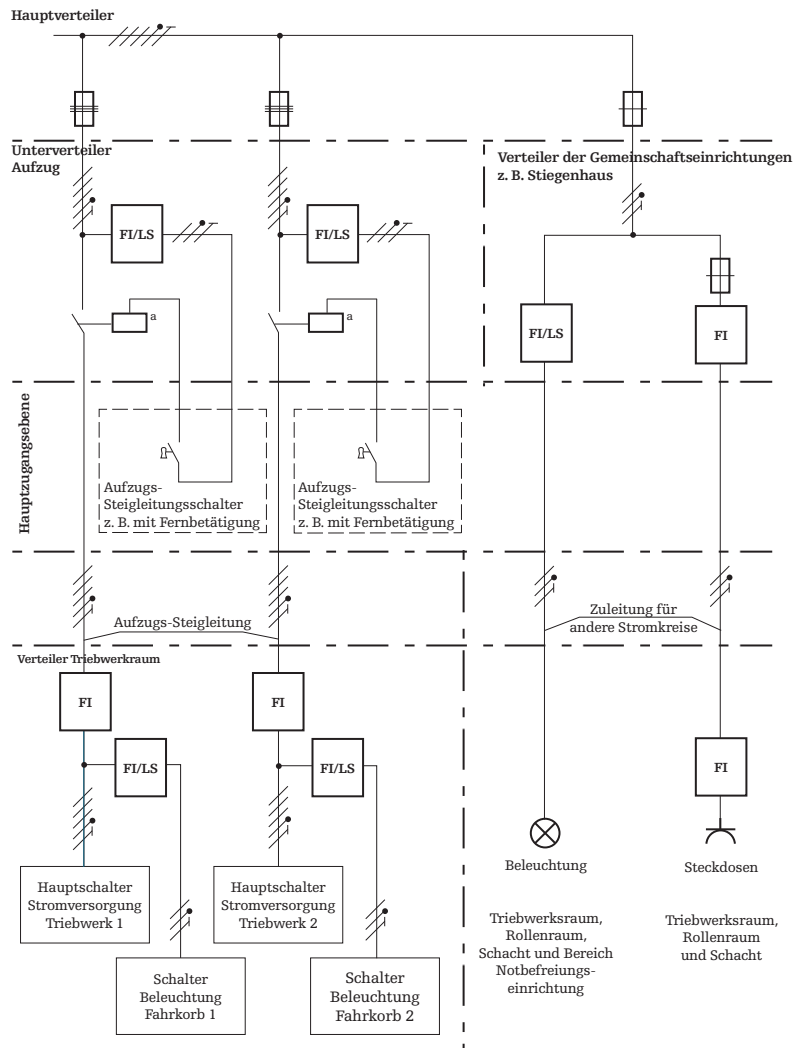 Hauptverteiler
Unterverteiler
Aufzug
Verteiler der Gemeinschaftseinrichtungen
z. B. Stiegenhaus
FI/LS
FI/LS
a
a
FI/LS
FI
Hauptzugangsebene
Aufzugs-
Steigleitungsschalter
z. B. mit Fernbetätigung
Aufzugs-
Steigleitungsschalter
z. B. mit Fernbetätigung
Aufzugs-Steigleitung
Zuleitung für
andere Stromkreise
Verteiler Triebwerkraum
FI
FI
FI/LS
FI/LS
FI
Hauptschalter
Stromversorgung
Triebwerk 1
Hauptschalter
Stromversorgung
Triebwerk 2
Beleuchtung
Steckdosen
Schalter
Beleuchtung
Fahrkorb 1
Schalter
Beleuchtung
Fahrkorb 2
Triebwerksraum,
Rollenraum,
Schacht und Bereich
Notbefreiungs-
einrichtung
Triebwerksraum,
Rollenraum
und Schacht